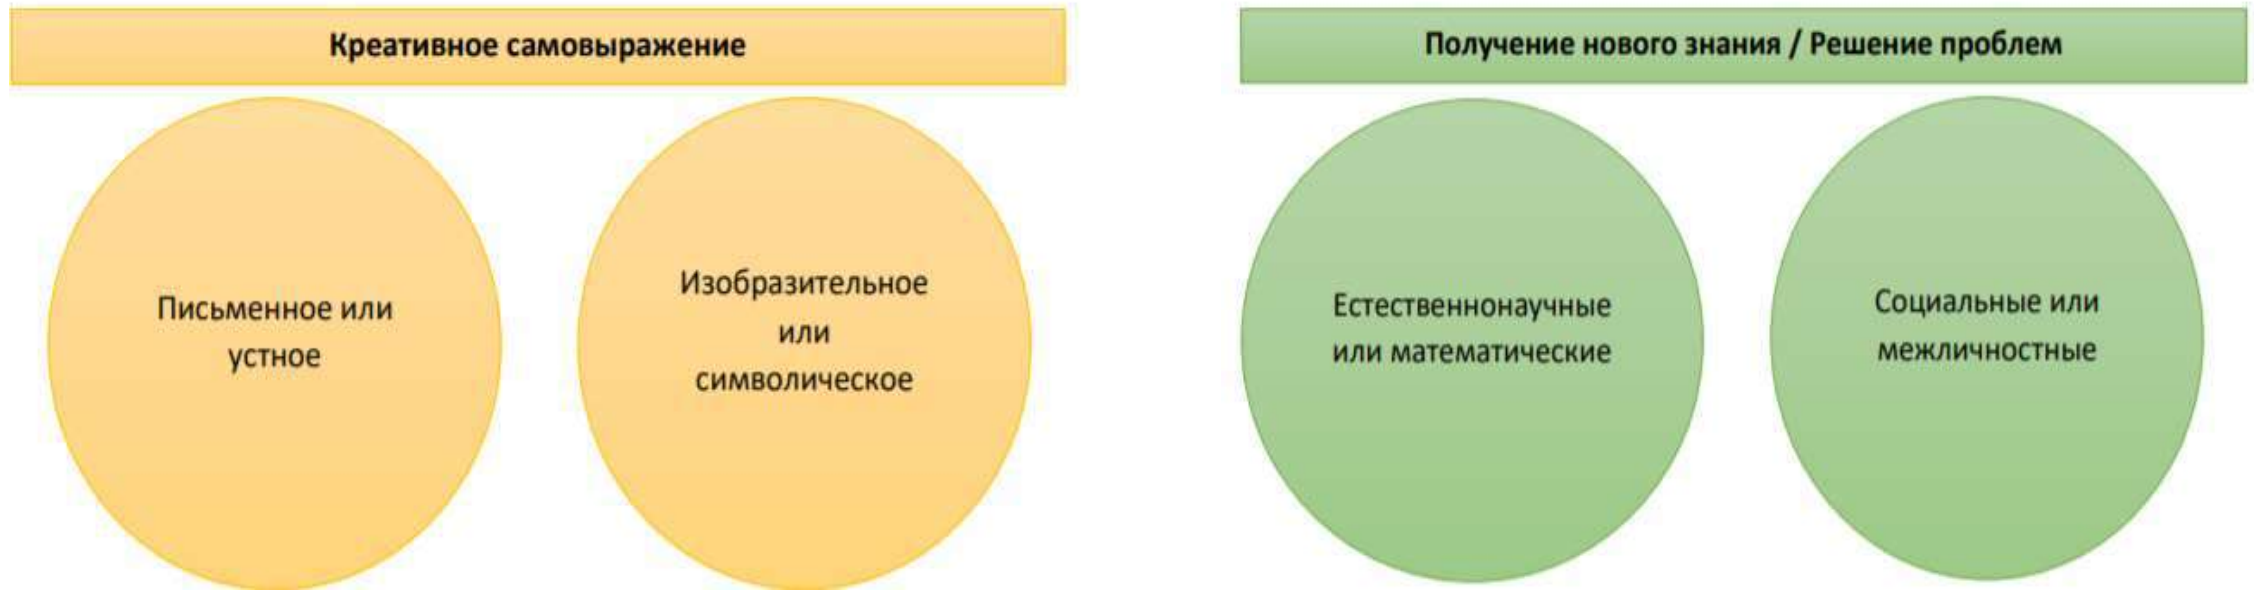 Креативное самовыражение
Письменное или
устное
Изобразительное
или
символическое
Получение нового знания / Решение проблем
Естественнонаучные
или математические
Социальные или
межличностные